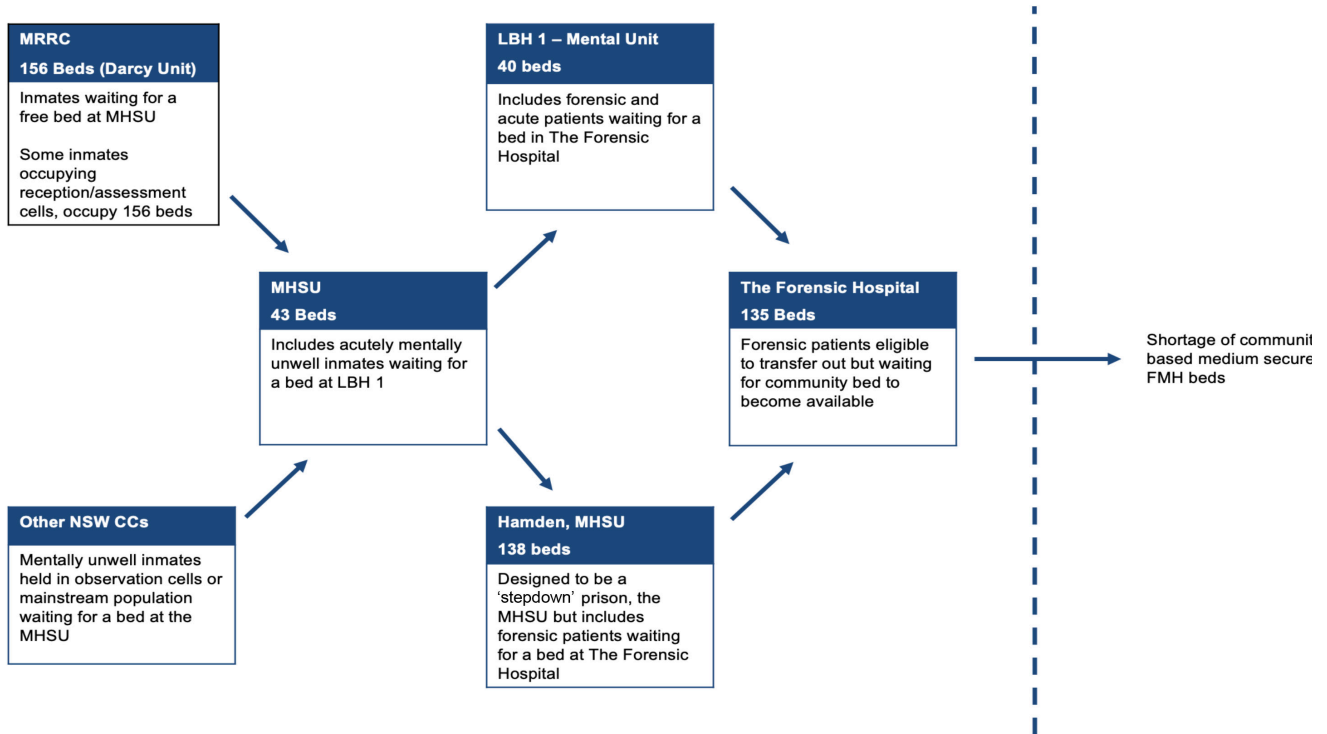 MRRC
156 Beds (Darcy Unit)
Inmates waiting for a
free bed at MHSU
Some inmates
occupying
reception/assessment
cells, occupy 156 beds
LBH 1 – Mental Unit
40 beds
Includes forensic and
acute patients waiting for a
bed in The Forensic
Hospital
MHSU
43 Beds
Includes acutely mentally
unwell inmates waiting for
a bed at LBH 1
The Forensic Hospital
135 Beds
Forensic patients eligible
to transfer out but waiting
for community bed to
become available
Shortage of communit
based medium secure
FMH beds
Other NSW CCs
Mentally unwell inmates
held in observation cells or
mainstream population
waiting for a bed at the
MHSU
Hamden, MHSU
138 beds
Designed to be a
‘stepdown’ prison, the
MHSU but includes
forensic patients waiting
for a bed at The Forensic
Hospital